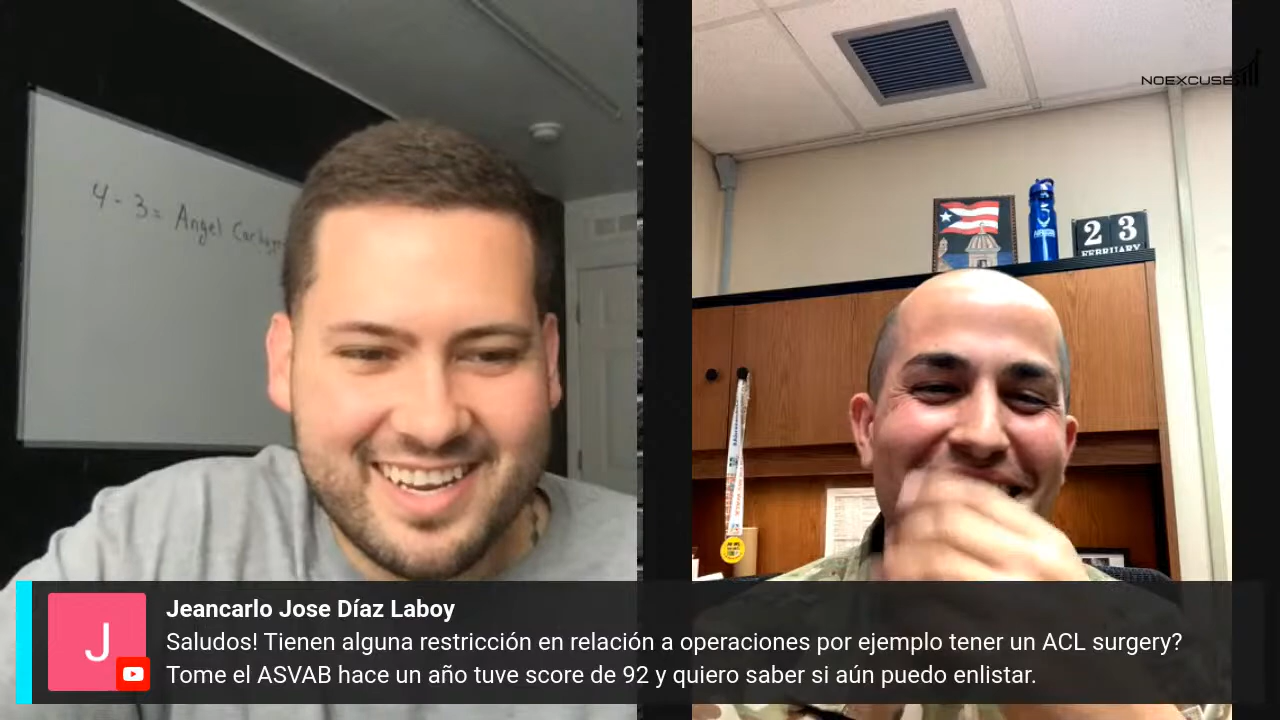 NOEXCUSE
4 - 3 = Angel
2 3
FEBRUARY
J
Jeancarlo Jose Díaz Laboy
Saludos! Tienen alguna restricción en relación a operaciones por ejemplo tener un ACL surgery?
Tome el ASVAB hace un año tuve score de 92 y quiero saber si aún puedo enlistar.